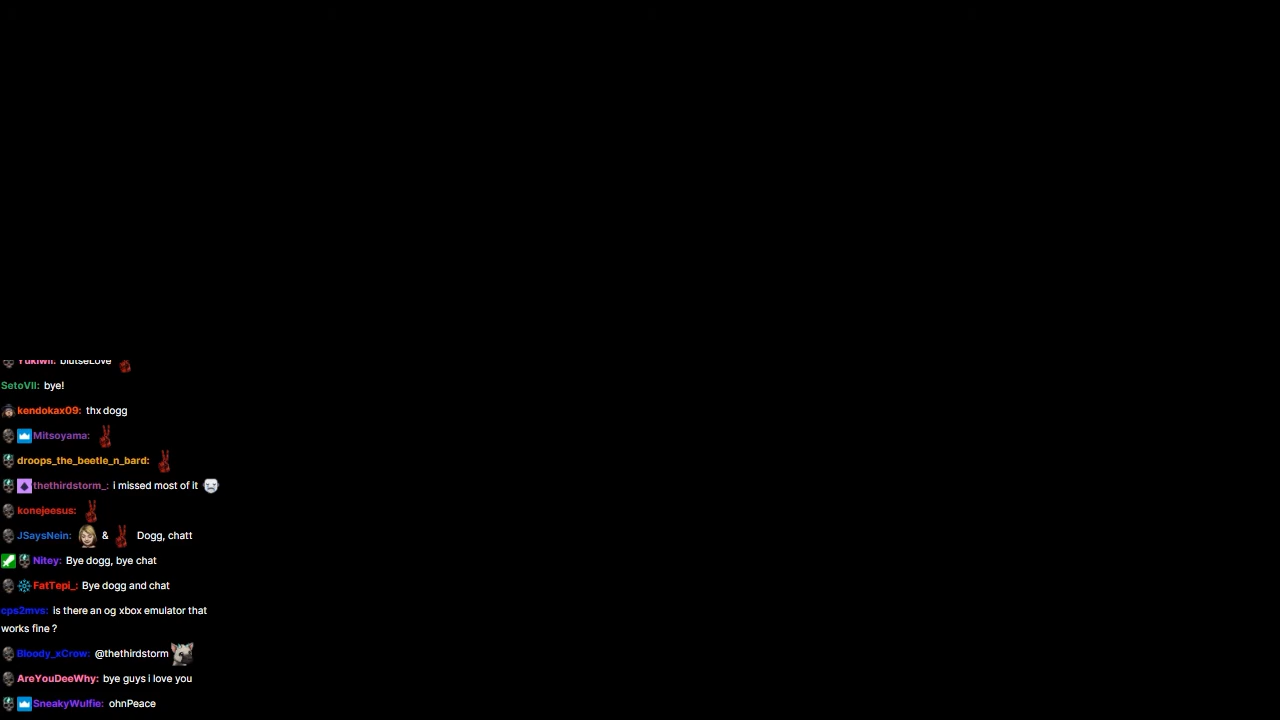 Yukiwii: blutseLove
SetoVII: bye!
kendokax09: thx dogg
Mitsoyama:
droops_the_beetle_n_bard:
thethirdstorm_: i missed most of it
konejeesus:
JSaysNein: & Dogg, chatt
Nitey: Bye dogg, bye chat
FatTepi_: Bye dogg and chat
cps2mvs: is there an og xbox emulator that
works fine ?
Bloody_xCrow: @thethirdstorm
AreYouDeeWhy: bye guys i love you
SneakyWulfie: ohnPeace